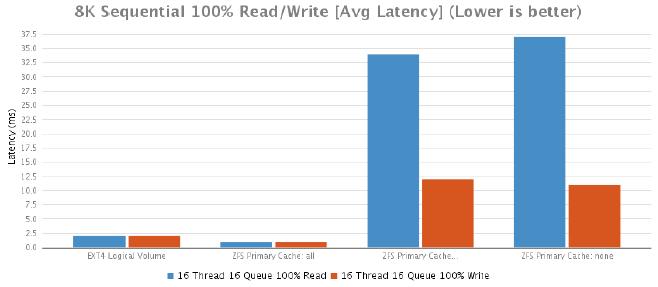 8K Sequential 100% Read/Write [Avg Latency] (Lower is better)
Latency (ms)
37.5
35.0
32.5
30.0
27.5
25.0
22.5
20.0
17.5
15.0
12.5
10.0
7.5
5.0
2.5
0.0
EXT4 Logical Volume
ZFS Primary Cache: all
ZFS Primary Cache...
ZFS Primary Cache: none
16 Thread 16 Queue 100% Read
16 Thread 16 Queue 100% Write